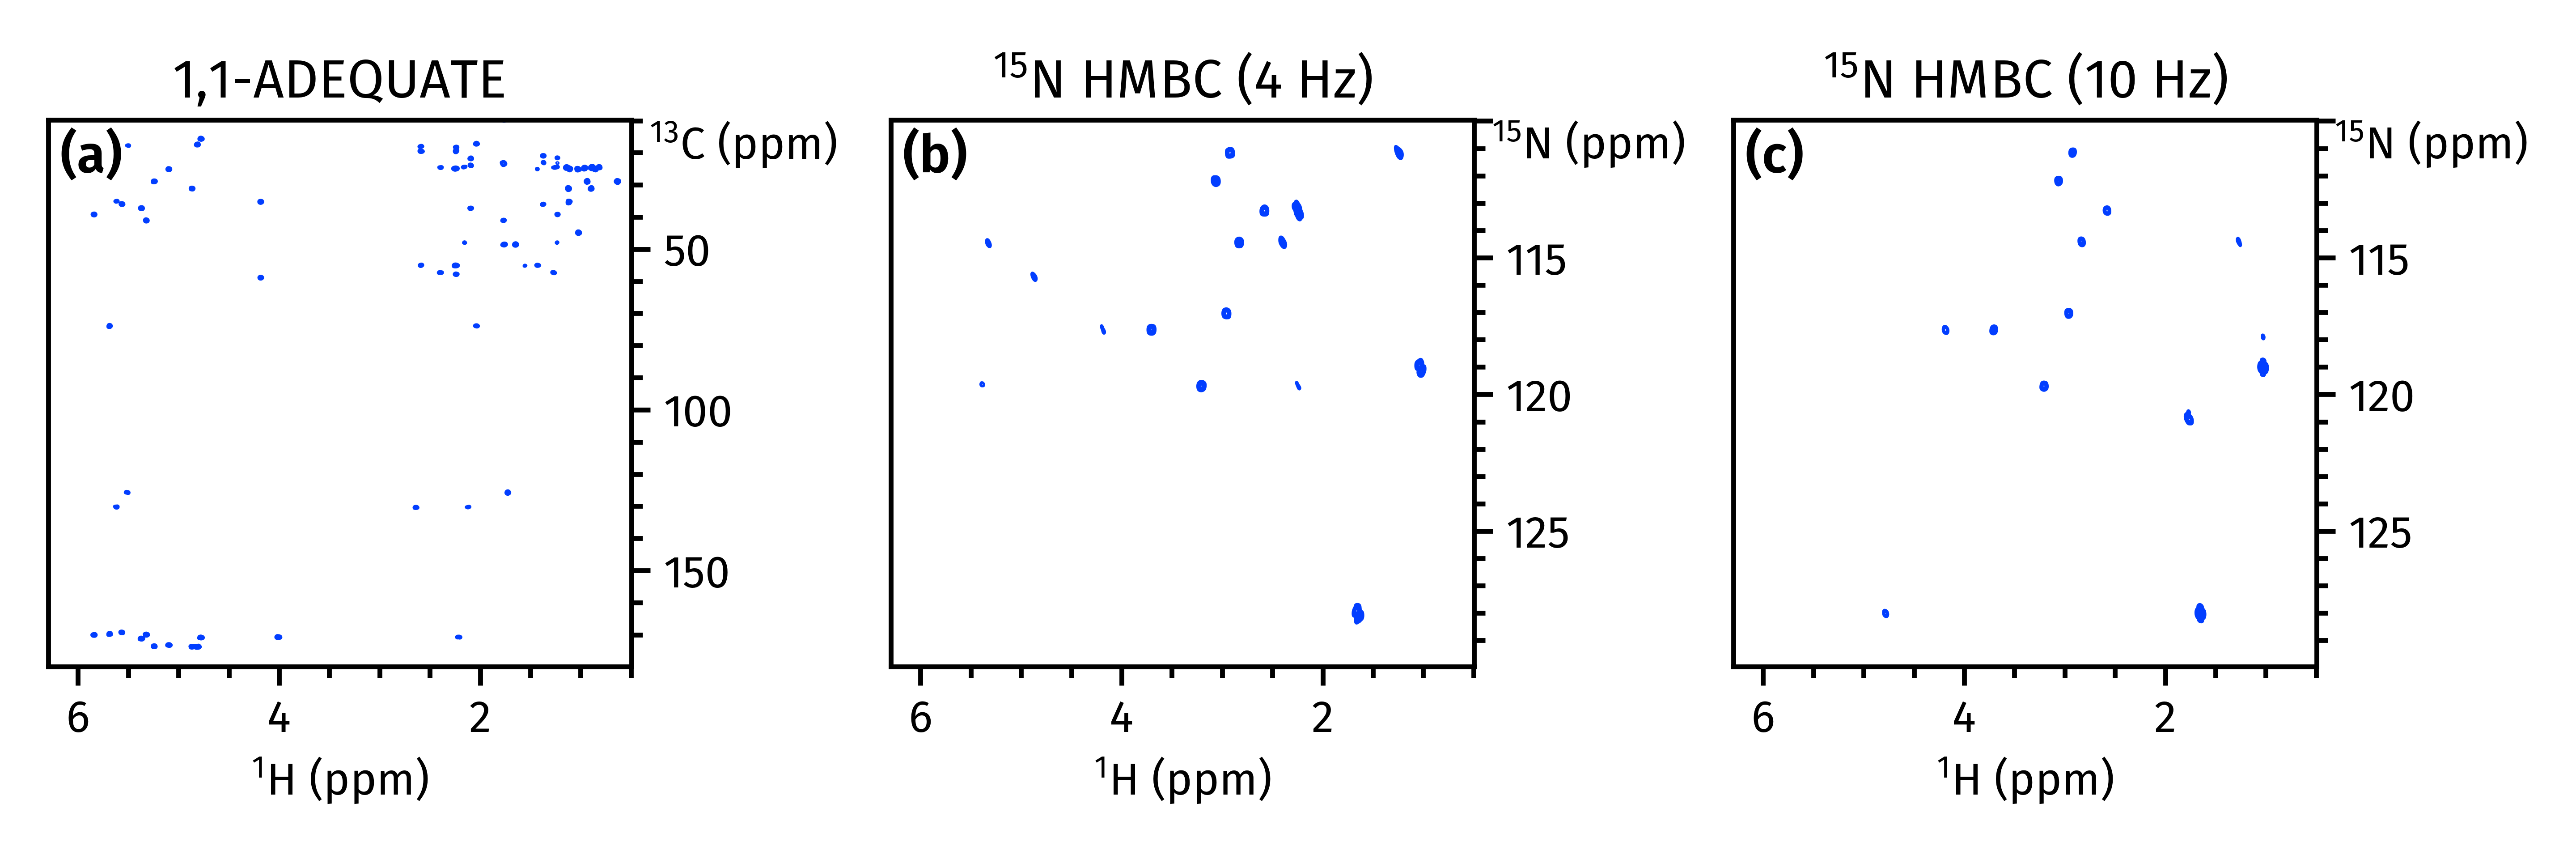 1,1-ADEQUATE
(a)
¹³C (ppm)
50
100
150
6 4 2
¹H (ppm)
¹⁵N HMBC (4 Hz)
(b)
¹⁵N (ppm)
115
120
125
6 4 2
¹H (ppm)
¹⁵N HMBC (10 Hz)
(c)
¹⁵N (ppm)
115
120
125
6 4 2
¹H (ppm)